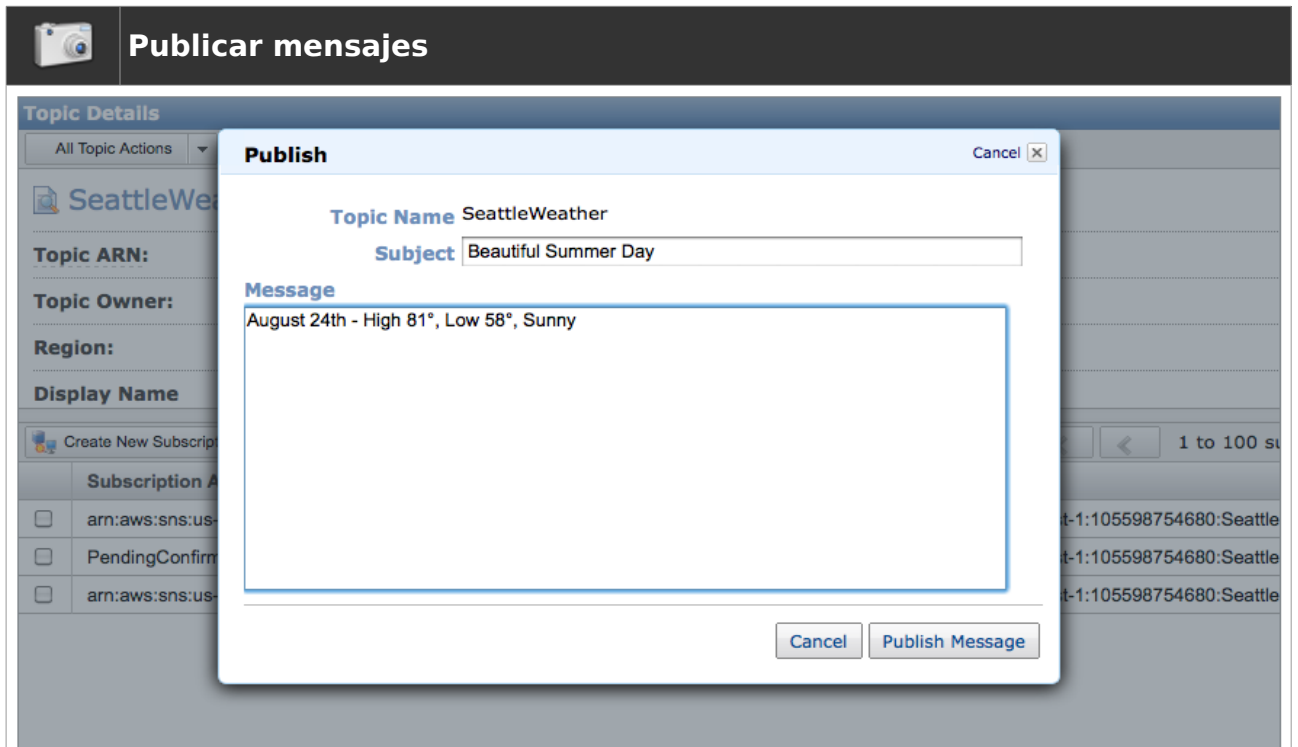 Publicar mensajes
Topic Details
All Topic Actions
Publish
Cancel
SeattleWea
Topic Name SeattleWeather
Subject Beautiful Summer Day
Topic ARN:
Message
August 24th - High 81°, Low 58°, Sunny
Topic Owner:
Region:
Display Name
Create New Subscript
1 to 100 su
Subscription A
arn:aws:sns:us-
t-1:105598754680:Seattle
PendingConfirm
t-1:105598754680:Seattle
arn:aws:sns:us-
t-1:105598754680:Seattle
Cancel
Publish Message